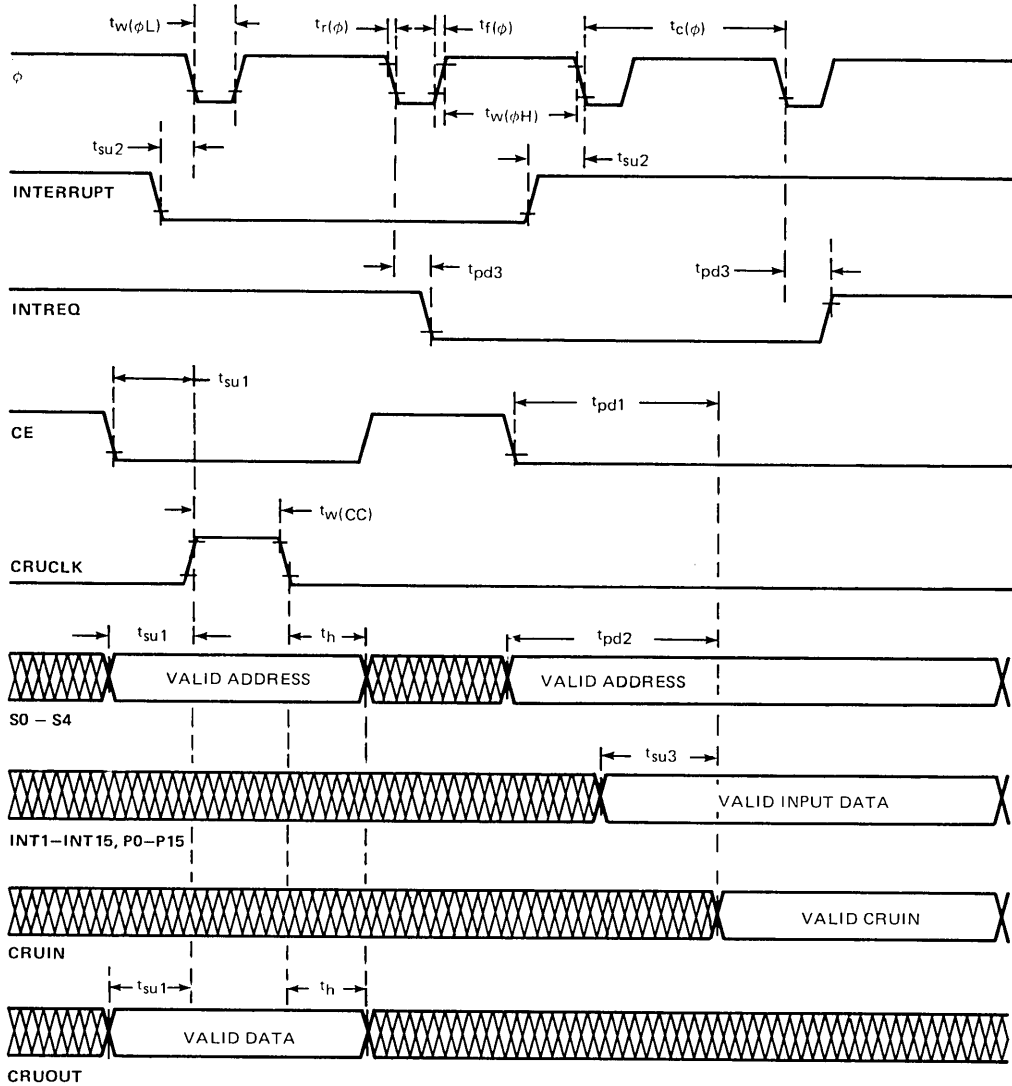 tw(φL)
tr(φ)
tf(φ)
tc(φ)
φ
tw(φH)
tsu2
tsu2
INTERRUPT
tpd3
tpd3
INTREQ
tsu1
tpd1
CE
tw(CC)
CRUCLK
tsu1
th
tpd2
VALID ADDRESS
VALID ADDRESS
S0 – S4
tsu3
VALID INPUT DATA
INT1–INT15, P0–P15
VALID CRUIN
CRUIN
tsu1
th
VALID DATA
CRUOUT